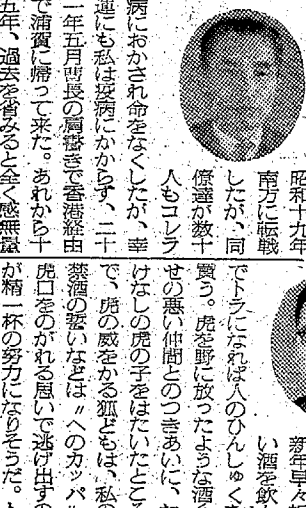 昭和十九年
南方に転戦
したが、同
僚達が数十
人もコレラ
病におかされ命をなくしたが、幸
運にも私は疫病にかからず、二十
一年五月曹長の肩書きで香港経由
で浦賀に帰って来た。あれから十
五年、過去を省みると全く感無量
新年早々
い酒を飲
でトラになれば人のひんしゅく
買う。虎を野に放ったような酒
せの悪い仲間とのつきあいに、
けなしの虎の子をはたいたところ
で、虎の威をかる狐どもは、私の
禁酒の誓いなどは〃へのカッパ〃
虎口をのがれる思いで逃げ出すの
が精一杯の努力になりそうだ。